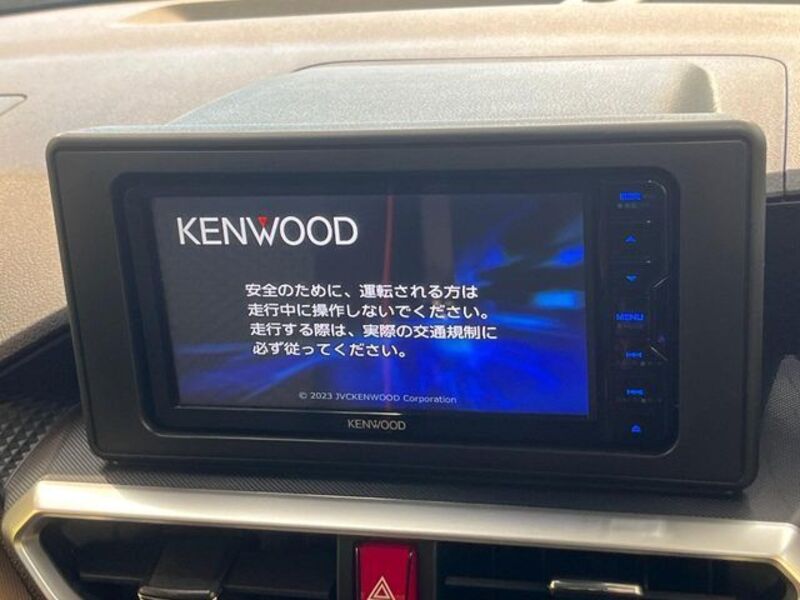 KENWOOD
安全のために、運転される方は
走行中に操作しないでください。
走行する際は、実際の交通規制に
必ず従ってください。
© 2023 JVCKENWOOD Corporation
KENWOOD
MENU